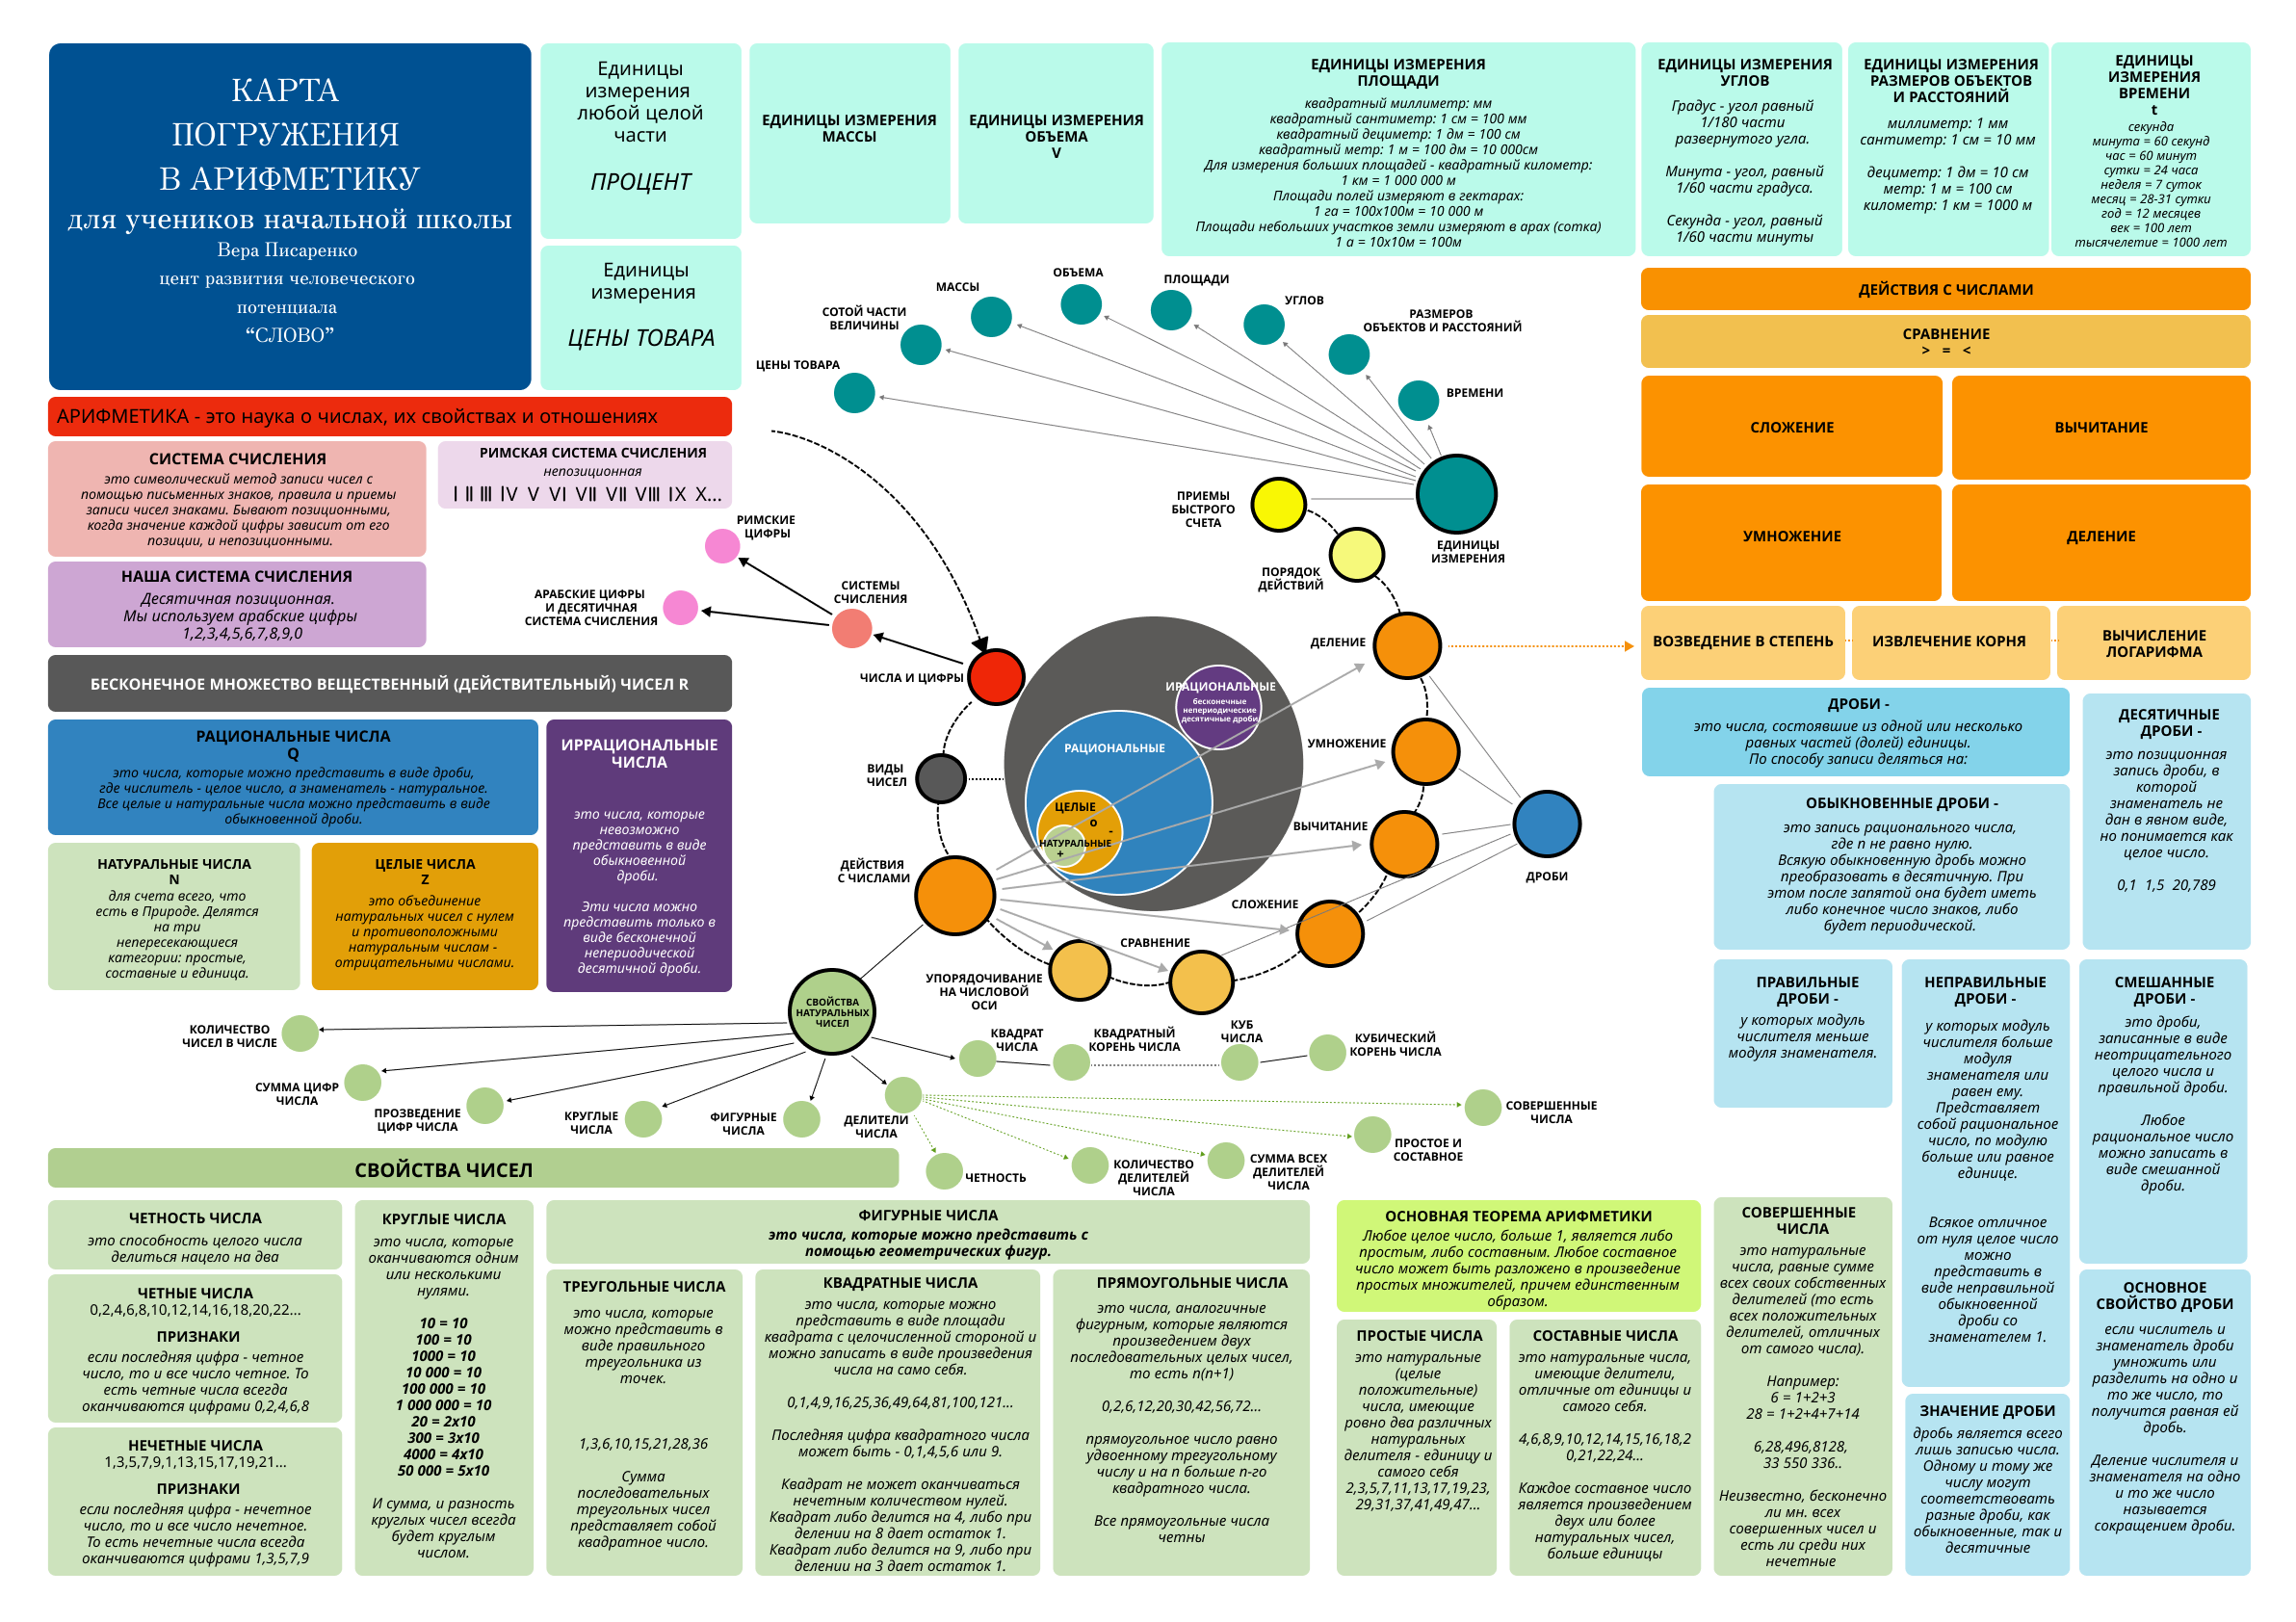 КАРТА
ПОГРУЖЕНИЯ
В АРИФМЕТИКУ
для учеников начальной школы
Вера Писаренко
цент развития человеческого
потенциала
“СЛОВО”
Единицы
измерения
любой целой
части
ПРОЦЕНТ
Единицы
измерения
ЦЕНЫ ТОВАРА
ЕДИНИЦЫ ИЗМЕРЕНИЯ
МАССЫ
ЕДИНИЦЫ ИЗМЕРЕНИЯ
ОБЪЕМА
V
ЕДИНИЦЫ ИЗМЕРЕНИЯ
ПЛОЩАДИ
квадратный миллиметр: мм
квадратный сантиметр: 1 см = 100 мм
квадратный дециметр: 1 дм = 100 см
квадратный метр: 1 м = 100 дм = 10 000см
Для измерения больших площадей - квадратный километр:
1 км = 1 000 000 м
Площади полей измеряют в гектарах:
1 га = 100х100м = 10 000 м
Площади небольших участков земли измеряют в арах (сотка)
1 а = 10х10м = 100м
ЕДИНИЦЫ ИЗМЕРЕНИЯ
УГЛОВ
Градус - угол равный
1/180 части
развернутого угла.
Минута - угол, равный
1/60 части градуса.
Секунда - угол, равный
1/60 части минуты
ЕДИНИЦЫ ИЗМЕРЕНИЯ
РАЗМЕРОВ ОБЪЕКТОВ
И РАССТОЯНИЙ
миллиметр: 1 мм
сантиметр: 1 см = 10 мм
дециметр: 1 дм = 10 см
метр: 1 м = 100 см
километр: 1 км = 1000 м
ЕДИНИЦЫ
ИЗМЕРЕНИЯ
ВРЕМЕНИ
t
секунда
минута = 60 секунд
час = 60 минут
сутки = 24 часа
неделя = 7 суток
месяц = 28-31 сутки
год = 12 месяцев
век = 100 лет
тысячелетие = 1000 лет
АРИФМЕТИКА - это наука о числах, их свойствах и отношениях
СИСТЕМА СЧИСЛЕНИЯ
это символический метод записи чисел с
помощью письменных знаков, правила и приемы
записи чисел знаками. Бывают позиционными,
когда значение каждой цифры зависит от его
позиции, и непозиционными.
РИМСКАЯ СИСТЕМА СЧИСЛЕНИЯ
непозиционная
I II III IV V VI VII VII VIII IX X...
НАША СИСТЕМА СЧИСЛЕНИЯ
Десятичная позиционная.
Мы используем арабские цифры
1,2,3,4,5,6,7,8,9,0
БЕСКОНЕЧНОЕ МНОЖЕСТВО ВЕЩЕСТВЕННЫЙ (ДЕЙСТВИТЕЛЬНЫЙ) ЧИСЕЛ R
РАЦИОНАЛЬНЫЕ ЧИСЛА
Q
это числа, которые можно представить в виде дроби,
где числитель - целое число, а знаменатель - натуральное.
Все целые и натуральные числа можно представить в виде
обыкновенной дроби.
ИРРАЦИОНАЛЬНЫЕ
ЧИСЛА
это числа, которые
невозможно
представить в виде
обыкновенной
дроби.
Эти числа можно
представить только в
виде бесконечной
непериодической
десятичной дроби.
НАТУРАЛЬНЫЕ ЧИСЛА
N
для счета всего, что
есть в Природе. Делятся
на три
непересекающиеся
категории: простые,
составные и единица.
ЦЕЛЫЕ ЧИСЛА
Z
это объединение
натуральных чисел с нулем
и противоположными
натуральным числам -
отрицательными числами.
ЦЕНЫ ТОВАРА
СОТОЙ ЧАСТИ
ВЕЛИЧИНЫ
МАССЫ
ОБЪЕМА
ПЛОЩАДИ
УГЛОВ
РАЗМЕРОВ
ОБЪЕКТОВ И РАССТОЯНИЙ
ВРЕМЕНИ
ЕДИНИЦЫ
ИЗМЕРЕНИЯ
ПРИЕМЫ
БЫСТРОГО
СЧЕТА
ПОРЯДОК
ДЕЙСТВИЙ
РИМСКИЕ
ЦИФРЫ
АРАБСКИЕ ЦИФРЫ
И ДЕСЯТИЧНАЯ
СИСТЕМА СЧИСЛЕНИЯ
СИСТЕМЫ
СЧИСЛЕНИЯ
ЧИСЛА И ЦИФРЫ
ВИДЫ
ЧИСЕЛ
ДЕЙСТВИЯ
С ЧИСЛАМИ
ИРАЦИОНАЛЬНЫЕ
бесконечные
непериодические
десятичные дроби
РАЦИОНАЛЬНЫЕ
ЦЕЛЫЕ
о
-
НАТУРАЛЬНЫЕ
+
ДЕЛЕНИЕ
УМНОЖЕНИЕ
ВЫЧИТАНИЕ
СЛОЖЕНИЕ
СРАВНЕНИЕ
УПОРЯДОЧИВАНИЕ
НА ЧИСЛОВОЙ
ОСИ
ДРОБИ
СВОЙСТВА
НАТУРАЛЬНЫХ
ЧИСЕЛ
КОЛИЧЕСТВО
ЧИСЕЛ В ЧИСЛЕ
СУММА ЦИФР
ЧИСЛА
ПРОЗВЕДЕНИЕ
ЦИФР ЧИСЛА
КРУГЛЫЕ
ЧИСЛА
ФИГУРНЫЕ
ЧИСЛА
ДЕЛИТЕЛИ
ЧИСЛА
КВАДРАТ
ЧИСЛА
КВАДРАТНЫЙ
КОРЕНЬ ЧИСЛА
КУБ
ЧИСЛА
КУБИЧЕСКИЙ
КОРЕНЬ ЧИСЛА
СОВЕРШЕННЫЕ
ЧИСЛА
ПРОСТОЕ И
СОСТАВНОЕ
СУММА ВСЕХ
ДЕЛИТЕЛЕЙ
ЧИСЛА
КОЛИЧЕСТВО
ДЕЛИТЕЛЕЙ
ЧИСЛА
ЧЕТНОСТЬ
ДЕЙСТВИЯ С ЧИСЛАМИ
СРАВНЕНИЕ
> = <
СЛОЖЕНИЕ
ВЫЧИТАНИЕ
УМНОЖЕНИЕ
ДЕЛЕНИЕ
ВОЗВЕДЕНИЕ В СТЕПЕНЬ
ИЗВЛЕЧЕНИЕ КОРНЯ
ВЫЧИСЛЕНИЕ
ЛОГАРИФМА
ДРОБИ -
это числа, состоявшие из одной или несколько
равных частей (долей) единицы.
По способу записи деляться на:
ДЕСЯТИЧНЫЕ
ДРОБИ -
это позиционная
запись дроби, в
которой
знаменатель не
дан в явном виде,
но понимается как
целое число.
0,1 1,5 20,789
ОБЫКНОВЕННЫЕ ДРОБИ -
это запись рационального числа,
где n не равно нулю.
Всякую обыкновенную дробь можно
преобразовать в десятичную. При
этом после запятой она будет иметь
либо конечное число знаков, либо
будет периодической.
ПРАВИЛЬНЫЕ
ДРОБИ -
у которых модуль
числителя меньше
модуля знаменателя.
НЕПРАВИЛЬНЫЕ
ДРОБИ -
у которых модуль
числителя больше
модуля
знаменателя или
равен ему.
Представляет
собой рациональное
число, по модулю
больше или равное
единице.
Всякое отличное
от нуля целое число
можно
представить в
виде неправильной
обыкновенной
дроби со
знаменателем 1.
СМЕШАННЫЕ
ДРОБИ -
это дроби,
записанные в виде
неотрицательного
целого числа и
правильной дроби.
Любое
рациональное число
можно записать в
виде смешанной
дроби.
СВОЙСТВА ЧИСЕЛ
ЧЕТНОСТЬ ЧИСЛА
это способность целого числа
делиться нацело на два
ЧЕТНЫЕ ЧИСЛА
0,2,4,6,8,10,12,14,16,18,20,22...
ПРИЗНАКИ
если последняя цифра - четное
число, то и все число четное. То
есть четные числа всегда
оканчиваются цифрами 0,2,4,6,8
НЕЧЕТНЫЕ ЧИСЛА
1,3,5,7,9,1,13,15,17,19,21...
ПРИЗНАКИ
если последняя цифра - нечетное
число, то и все число нечетное.
То есть нечетные числа всегда
оканчиваются цифрами 1,3,5,7,9
КРУГЛЫЕ ЧИСЛА
это числа, которые
оканчиваются одним
или несколькими
нулями.
10 = 10
100 = 10
1000 = 10
10 000 = 10
100 000 = 10
1 000 000 = 10
20 = 2х10
300 = 3х10
4000 = 4х10
50 000 = 5х10
И сумма, и разность
круглых чисел всегда
будет круглым
числом.
ФИГУРНЫЕ ЧИСЛА
это числа, которые можно представить с
помощью геометрических фигур.
ТРЕУГОЛЬНЫЕ ЧИСЛА
это числа, которые
можно представить в
виде правильного
треугольника из
точек.
1,3,6,10,15,21,28,36
Сумма
последовательных
треугольных чисел
представляет собой
квадратное число.
КВАДРАТНЫЕ ЧИСЛА
это числа, которые можно
представить в виде площади
квадрата с целочисленной стороной и
можно записать в виде произведения
числа на само себя.
0,1,4,9,16,25,36,49,64,81,100,121...
Последняя цифра квадратного числа
может быть - 0,1,4,5,6 или 9.
Квадрат не может оканчиваться
нечетным количеством нулей.
Квадрат либо делится на 4, либо при
делении на 8 дает остаток 1.
Квадрат либо делится на 9, либо при
делении на 3 дает остаток 1.
ПРЯМОУГОЛЬНЫЕ ЧИСЛА
это числа, аналогичные
фигурным, которые являются
произведением двух
последовательных целых чисел,
то есть n(n+1)
0,2,6,12,20,30,42,56,72...
прямоугольное число равно
удвоенному трегугольному
числу и на n больше n-го
квадратного числа.
Все прямоугольные числа
четны
ОСНОВНАЯ ТЕОРЕМА АРИФМЕТИКИ
Любое целое число, больше 1, является либо
простым, либо составным. Любое составное
число может быть разложено в произведение
простых множителей, причем единственным
образом.
ПРОСТЫЕ ЧИСЛА
это натуральные
(целые
положительные)
числа, имеющие
ровно два различных
натуральных
делителя - единицу и
самого себя
2,3,5,7,11,13,17,19,23,
29,31,37,41,49,47...
СОСТАВНЫЕ ЧИСЛА
это натуральные числа,
имеющие делители,
отличные от единицы и
самого себя.
4,6,8,9,10,12,14,15,16,18,2
0,21,22,24...
Каждое составное число
является произведением
двух или более
натуральных чисел,
больше единицы
СОВЕРШЕННЫЕ
ЧИСЛА
это натуральные
числа, равные сумме
всех своих собственных
делителей (то есть
всех положительных
делителей, отличных
от самого числа).
Например:
6 = 1+2+3
28 = 1+2+4+7+14
6,28,496,8128,
33 550 336..
Неизвестно, бесконечно
ли мн. всех
совершенных чисел и
есть ли среди них
нечетные
ЗНАЧЕНИЕ ДРОБИ
дробь является всего
лишь записью числа.
Одному и тому же
числу могут
соответствовать
разные дроби, как
обыкновенные, так и
десятичные
ОСНОВНОЕ
СВОЙСТВО ДРОБИ
если числитель и
знаменатель дроби
умножить или
разделить на одно и
то же число, то
получится равная ей
дробь.
Деление числителя и
знаменателя на одно
и то же число
называется
сокращением дроби.